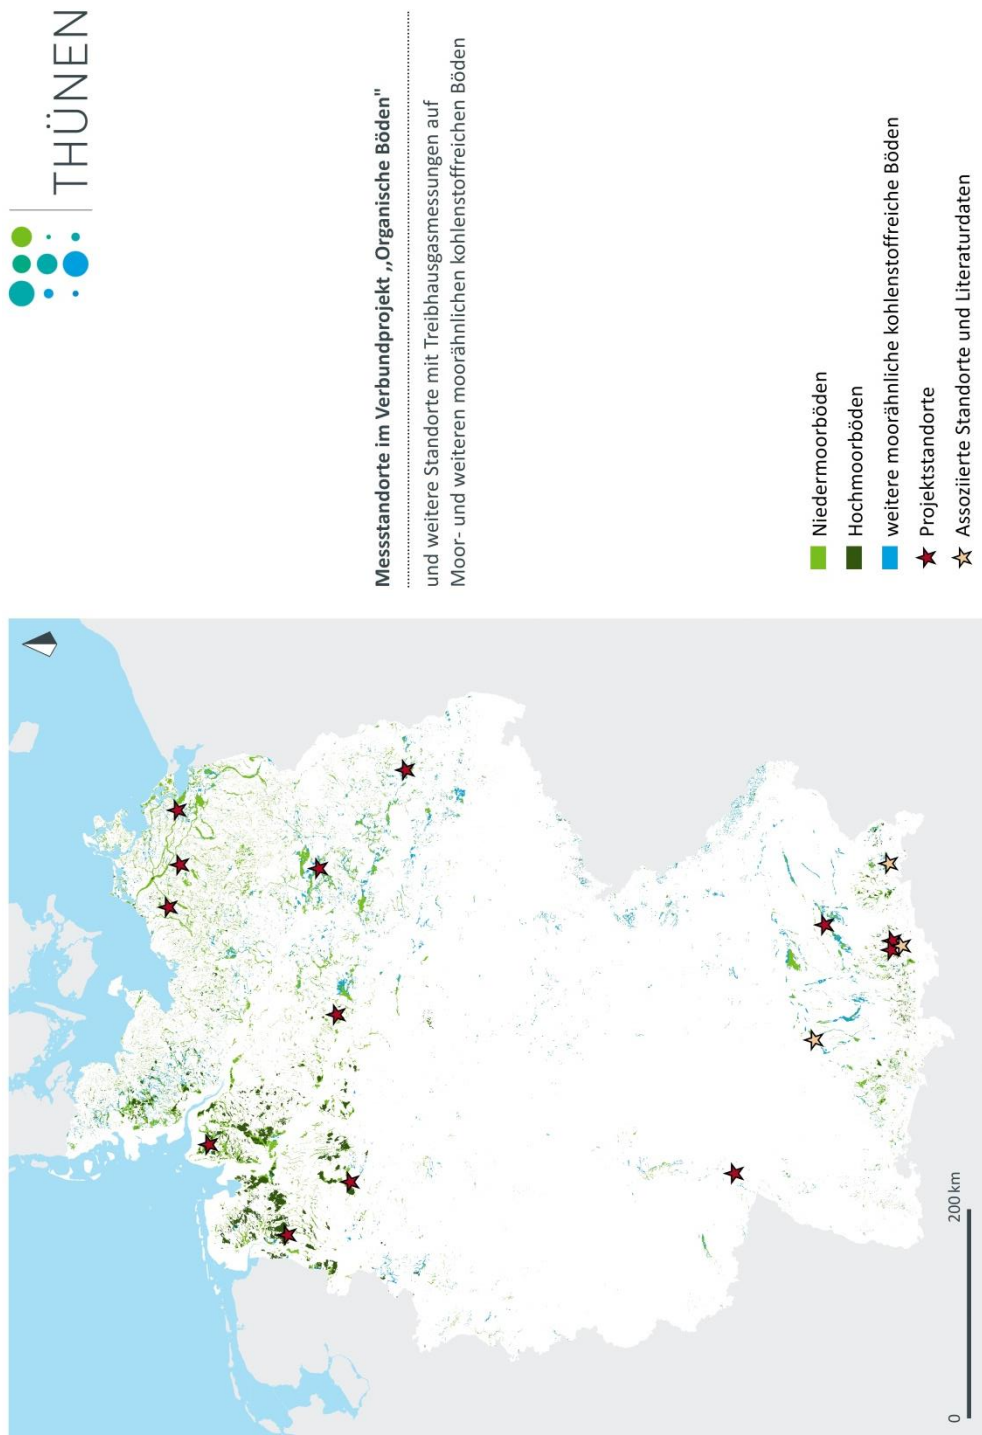 THÜNEN
Messstandorte im Verbundprojekt „Organische Böden"
und weitere Standorte mit Treibhausgasmessungen auf
Moor- und weiteren moorähnlichen kohlenstoffreichen Böden
Niedermoorböden
Hochmoorböden
weitere moorähnliche kohlenstoffreiche Böden
Projektstandorte
Assoziierte Standorte und Literaturdaten
0 200 km